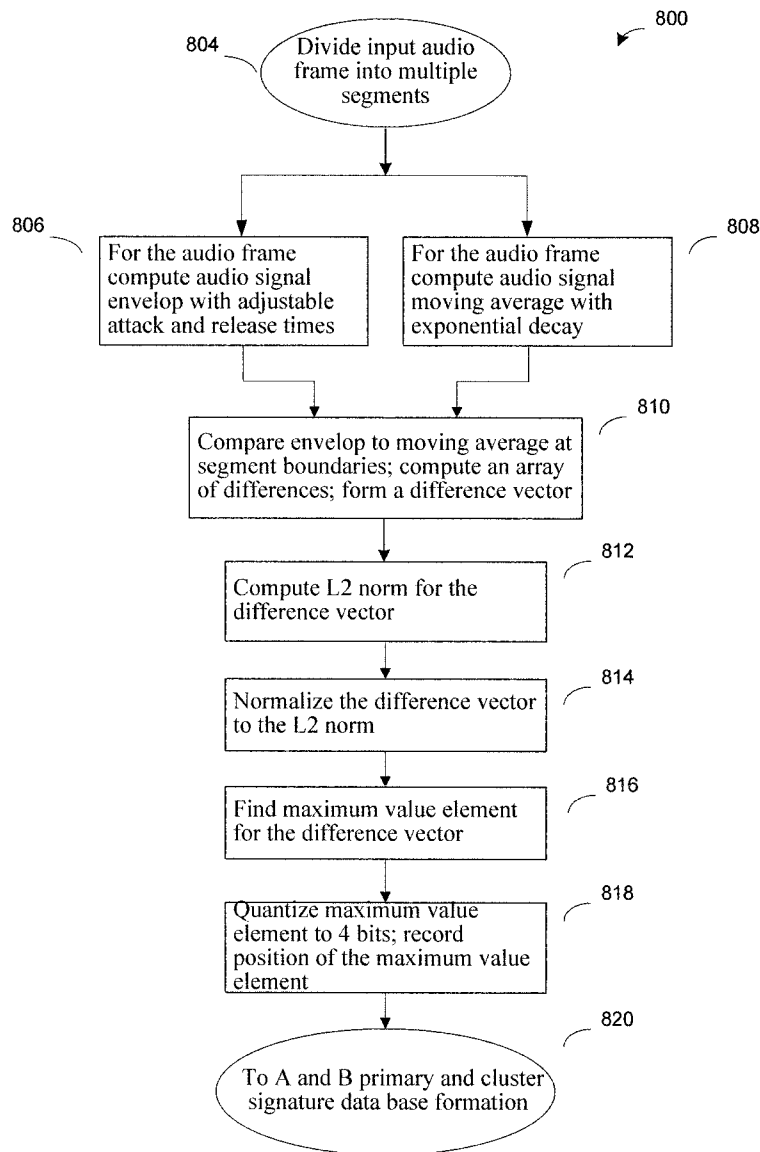 800
804
Divide input audio
frame into multiple
segments
806
For the audio frame
compute audio signal
envelop with adjustable
attack and release times
808
For the audio frame
compute audio signal
moving average with
exponential decay
810
Compare envelop to moving average at
segment boundaries; compute an array
of differences; form a difference vector
812
Compute L2 norm for the
difference vector
814
Normalize the difference vector
to the L2 norm
816
Find maximum value element
for the difference vector
818
Quantize maximum value
element to 4 bits; record
position of the maximum value
element
820
To A and B primary and cluster
signature data base formation